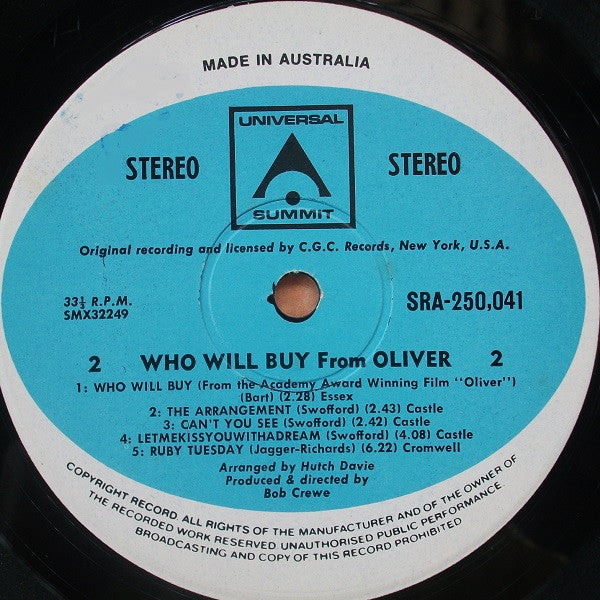 MADE IN AUSTRALIA
UNIVERSAL
SUMMIT
STEREO STEREO
Original recording and licensed by C.G.C. Records, New York, U.S.A.
33⅓ R.P.M.
SMX32249
SRA-250,041
2 WHO WILL BUY From OLIVER 2
1: WHO WILL BUY (From the Academy Award Winning Film "Oliver")
(Bart) (2.28) Essex
2: THE ARRANGEMENT (Swofford) (2.43) Castle
3: CAN'T YOU SEE (Swofford) (2.42) Castle
4: LETMEKISSYOUWITHADREAM (Swofford) (4.08) Castle
5: RUBY TUESDAY (Jagger-Richards) (6.22) Cromwell
Arranged by Hutch Davie
Produced & directed by
Bob Crewe
COPYRIGHT RECORD ALL RIGHTS OF THE MANUFACTURER AND OF THE OWNER OF
THE RECORDED WORK RESERVED UNAUTHORISED PUBLIC PERFORMANCE.
BROADCASTING AND COPY OF THIS RECORD PROHIBITED